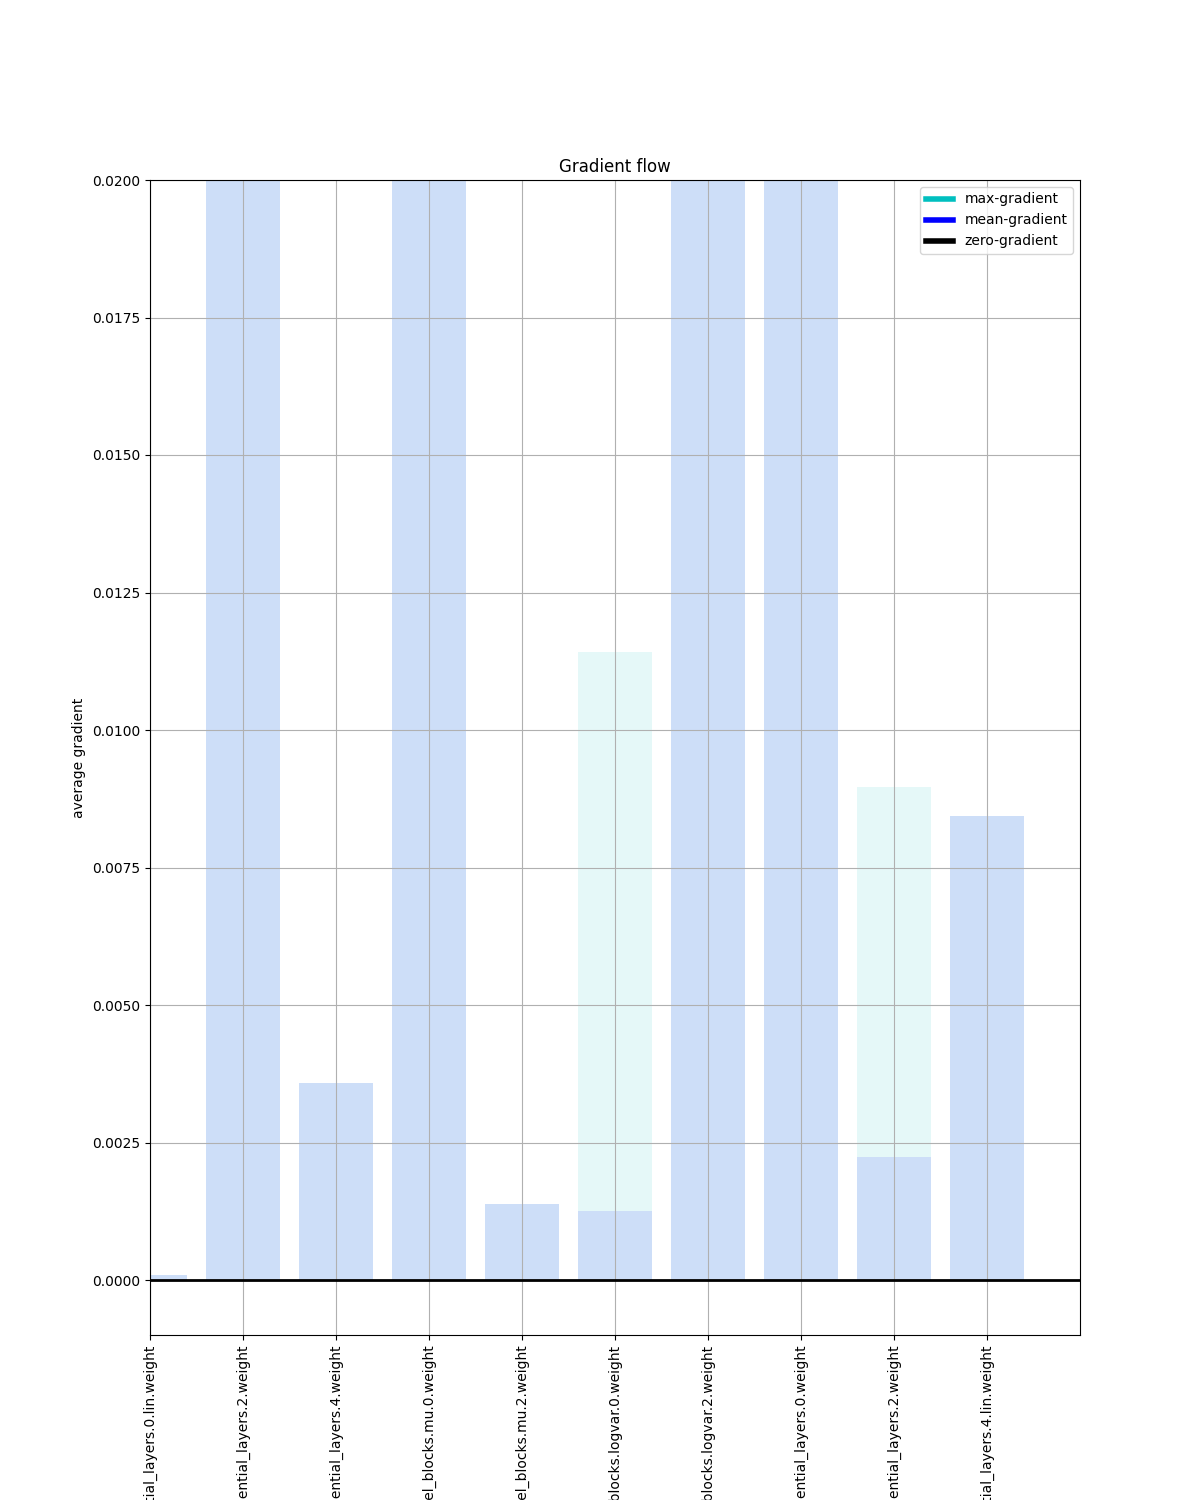 Gradient flow
max-gradient
mean-gradient
zero-gradient
0.0200
0.0175
0.0150
0.0125
0.0100
0.0075
0.0050
0.0025
0.0000
average gradient
tial_layers.0.lin.weight
ential_layers.2.weight
ential_layers.4.weight
el_blocks.mu.0.weight
el_blocks.mu.2.weight
blocks.logvar.0.weight
blocks.logvar.2.weight
ential_layers.0.weight
ential_layers.2.weight
tial_layers.4.lin.weight